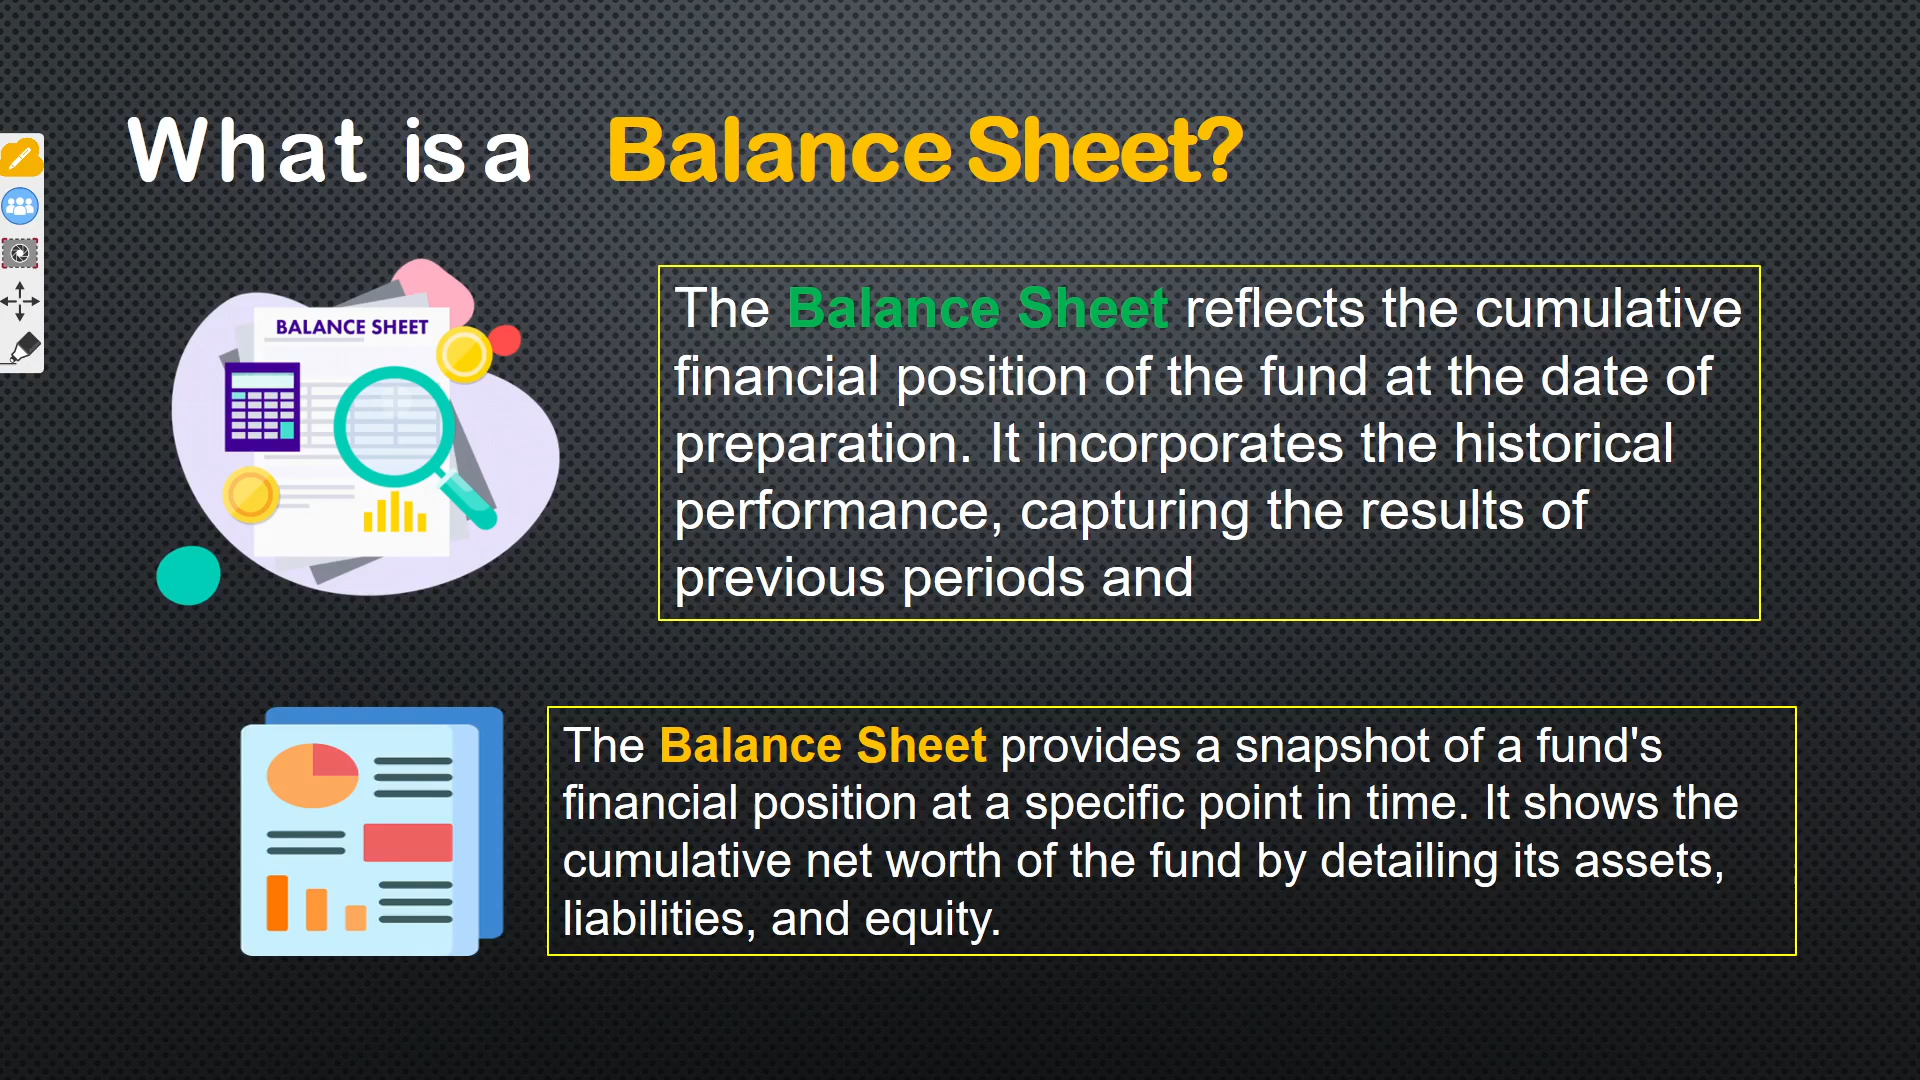 What is a Balance Sheet?
BALANCE SHEET
The Balance Sheet reflects the cumulative
financial position of the fund at the date of
preparation. It incorporates the historical
performance, capturing the results of
previous periods and
The Balance Sheet provides a snapshot of a fund's
financial position at a specific point in time. It shows the
cumulative net worth of the fund by detailing its assets,
liabilities, and equity.